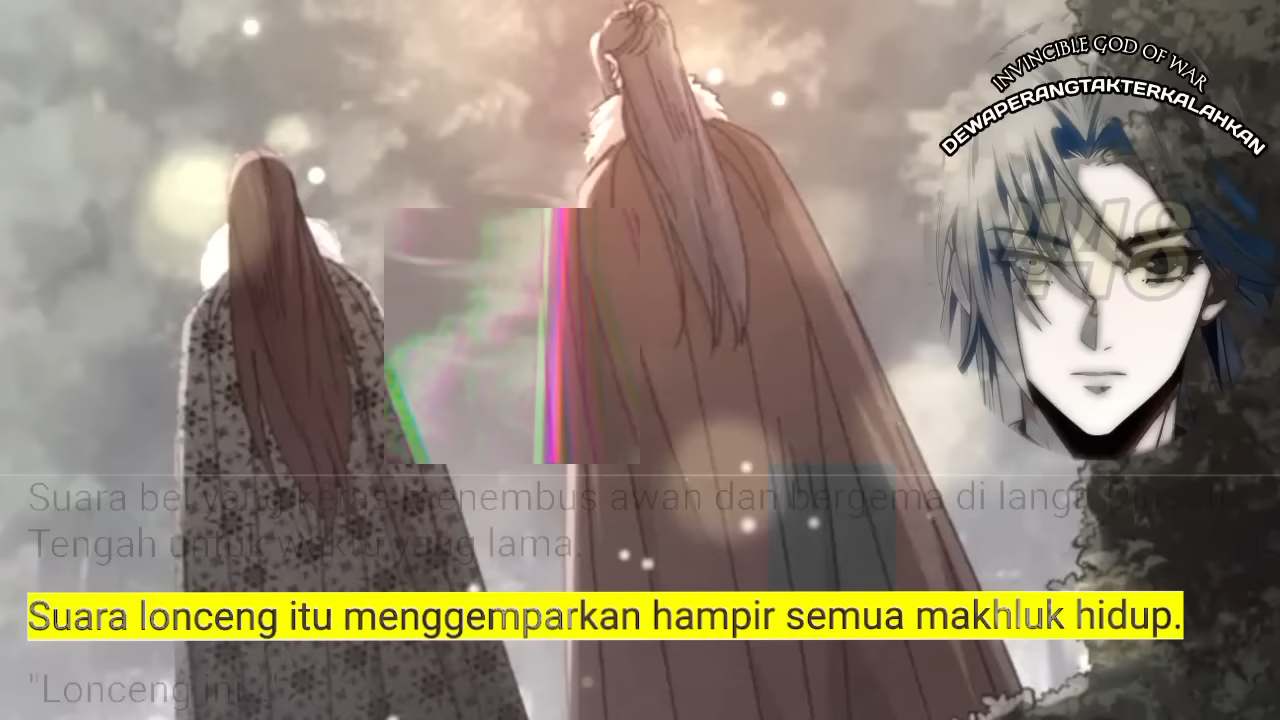 INVINCIBLE GOD OF WAR
DEWAPERANGTAKTERKALAHKAN
Suara bel yang keras menembus awan dan bergema di
Tengah untuk waktu yang lama.
Suara lonceng itu menggemparkan hampir semua makhluk hidup.
"Lonceng ini